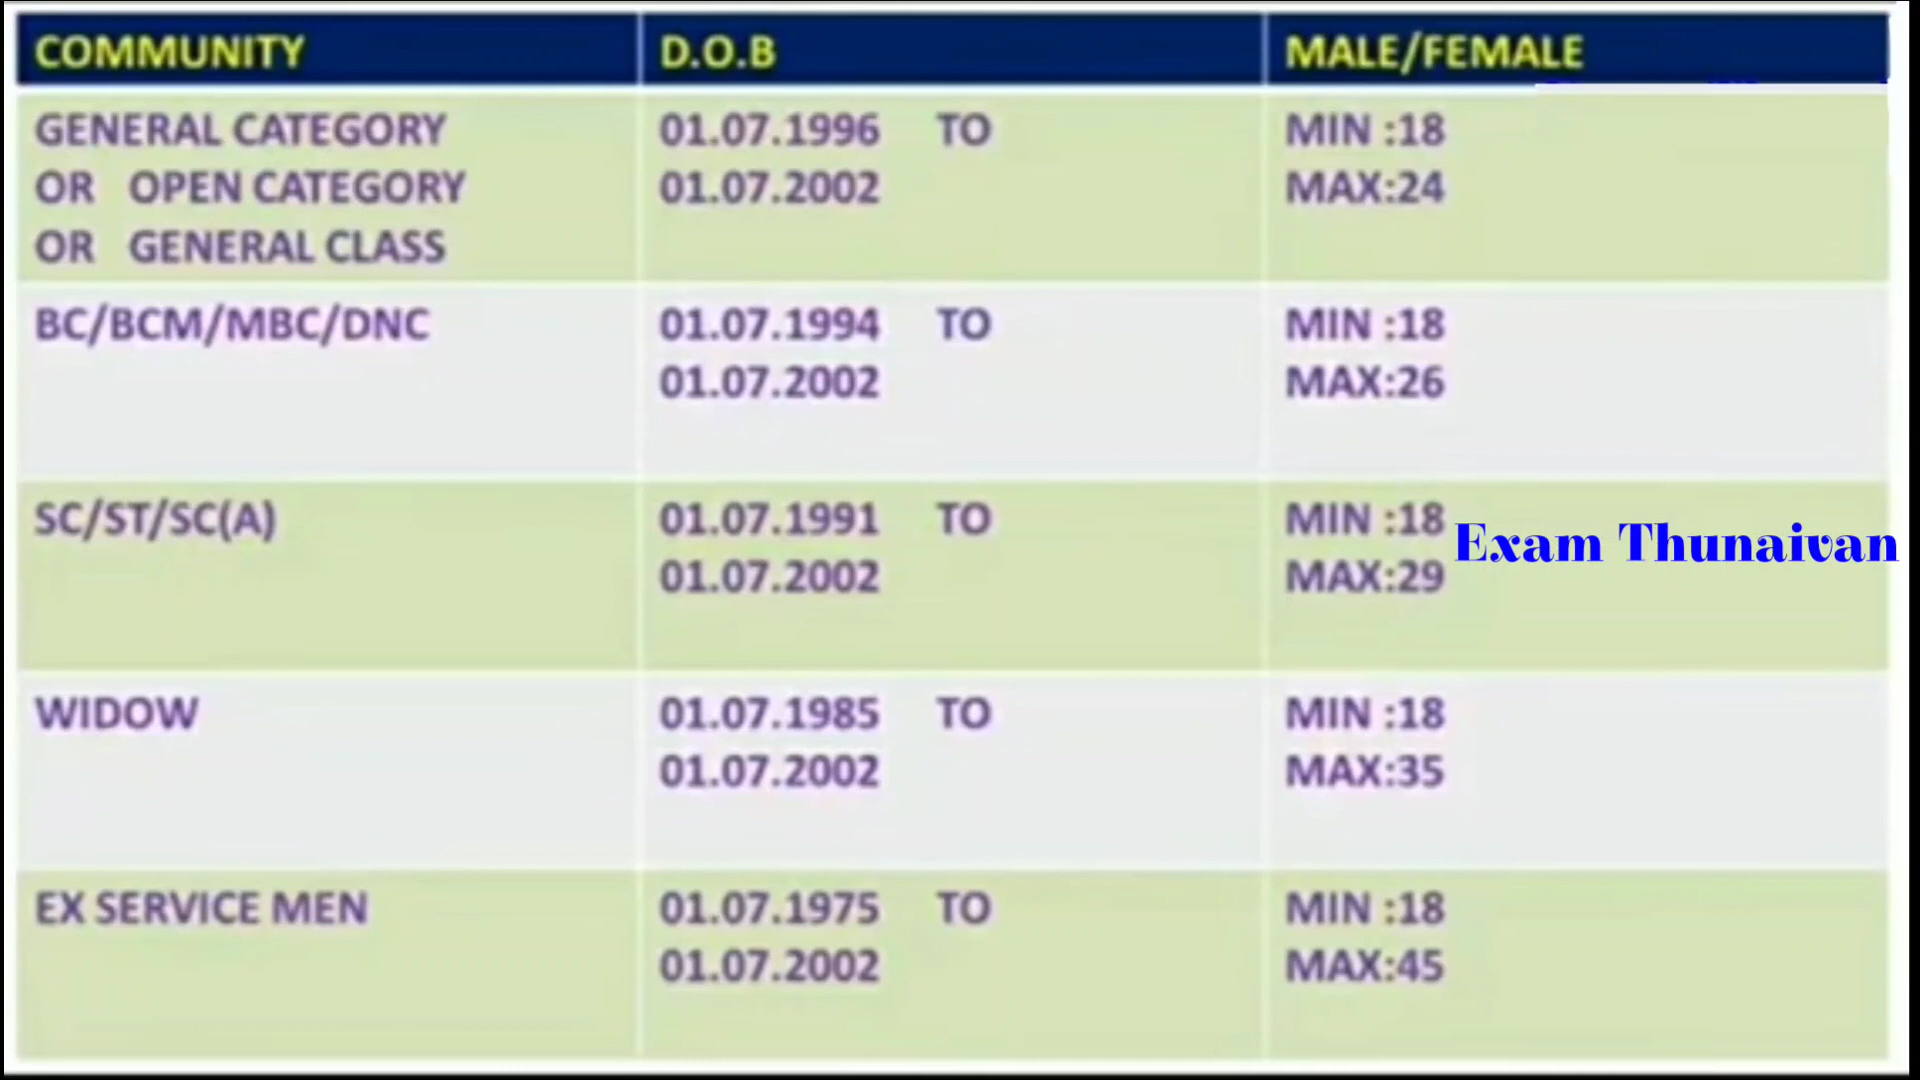 COMMUNITY D.O.B MALE/FEMALE
GENERAL CATEGORY 01.07.1996 TO MIN :18
OR OPEN CATEGORY 01.07.2002 MAX:24
OR GENERAL CLASS
BC/BCM/MBC/DNC 01.07.1994 TO MIN :18
01.07.2002 MAX:26
SC/ST/SC(A) 01.07.1991 TO MIN :18
Exam Thunaivan
01.07.2002 MAX:29
WIDOW 01.07.1985 TO MIN :18
01.07.2002 MAX:35
EX SERVICE MEN 01.07.1975 TO MIN :18
01.07.2002 MAX:45